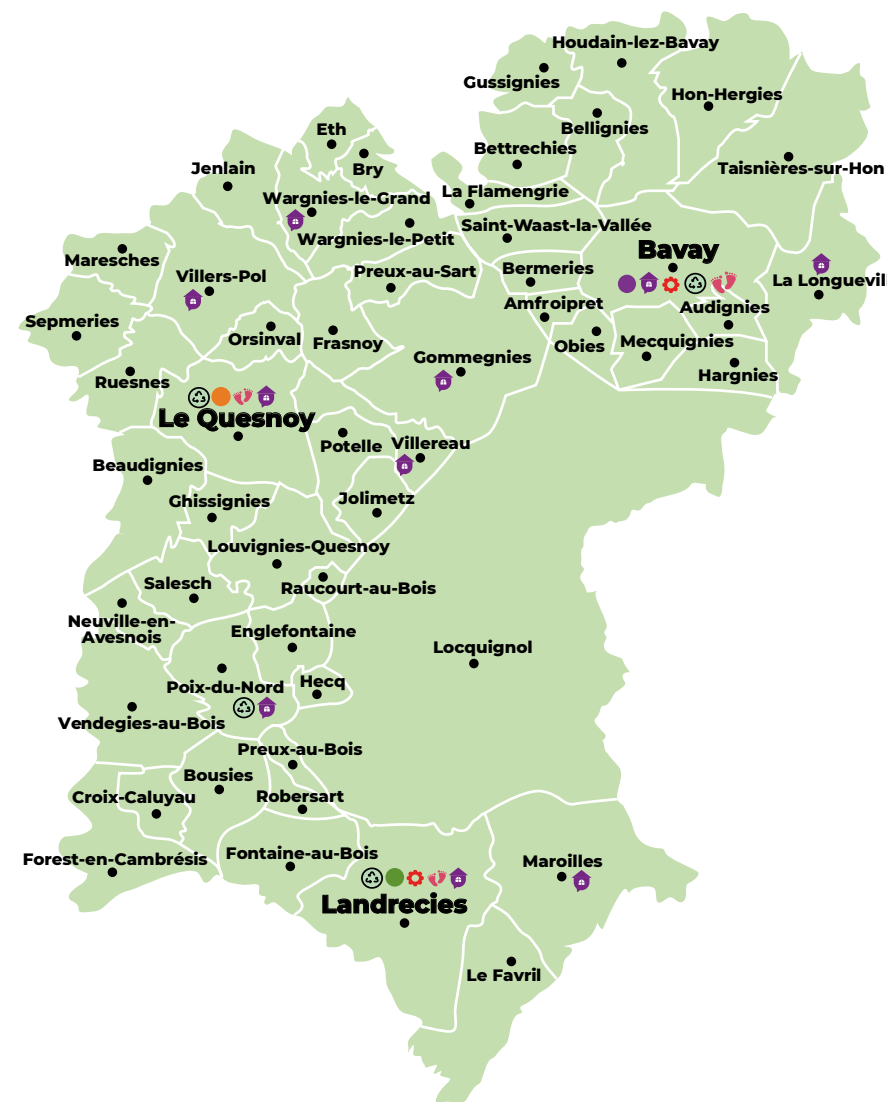 Houdain-lez-Bavay
Gussignies
Hon-Hergies
Eth
Bellignies
Bettrechies
Bry
Jenlain
Taisnières-sur-Hon
La Flamengrie
Wargnies-le-Grand
Saint-Waast-la-Vallée
Wargnies-le-Petit
Bavay
Maresches
Preux-au-Sart
Bermeries
Villers-Pol
La Longuevil
Amfroipret
Audignies
Sepmeries
Orsinval
Frasnoy
Obies
Mecquignies
Gommegnies
Hargnies
Ruesnes
Le Quesnoy
Potelle
Villereau
Beaudignies
Jolimetz
Ghissignies
Louvignies-Quesnoy
Salesch
Raucourt-au-Bois
Neuville-en-
Avesnois
Englefontaine
Locquignol
Hecq
Poix-du-Nord
Vendegies-au-Bois
Preux-au-Bois
Bousies
Croix-Caluyau
Robersart
Fontaine-au-Bois
Forest-en-Cambrésis
Maroilles
Landrecies
Le Favril